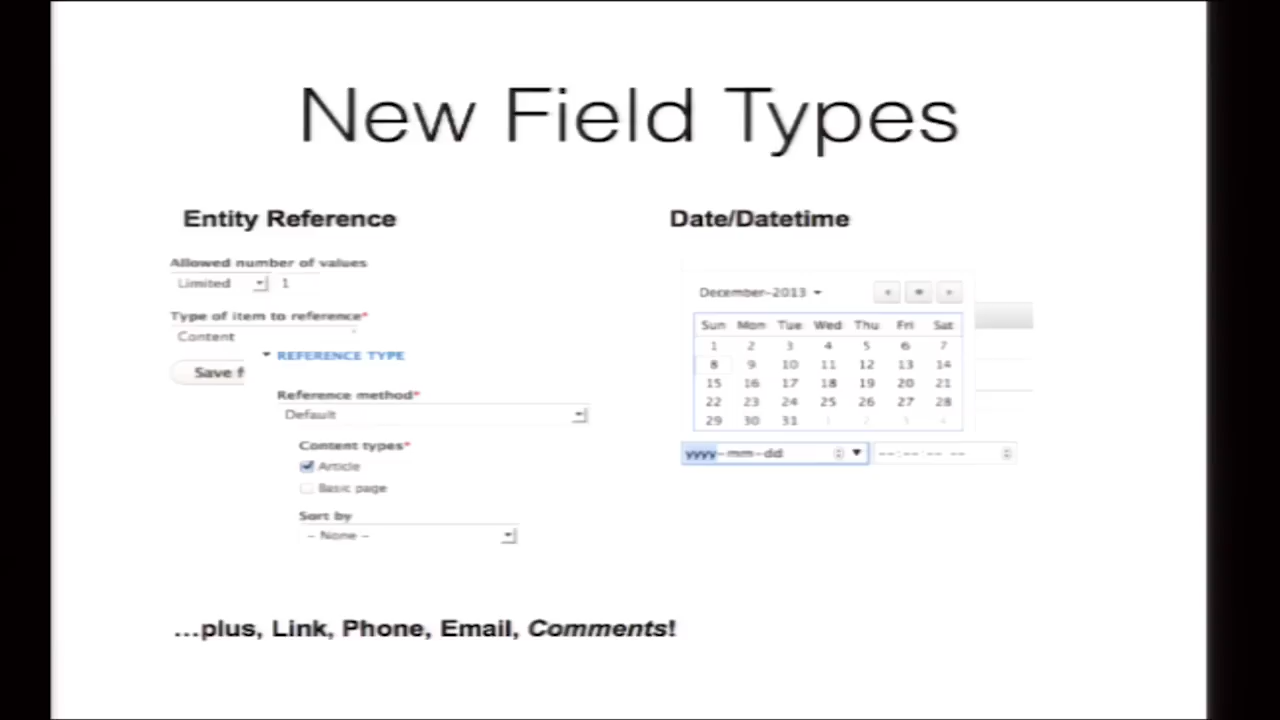 New Field Types
Entity Reference
Allowed number of values
Limited 1
Type of item to reference*
Content
Save f
REFERENCE TYPE
Reference method*
Default
Content types*
Article
Basic page
Sort by
- None -
Date/Datetime
December-2013
Sun Mon Tue Wed Thu Fri Sat
1 2 3 4 5 6 7
8 9 10 11 12 13 14
15 16 17 18 19 20 21
22 23 24 25 26 27 28
29 30 31 1 2 3 4
yyyy-mm-dd --:--:-- --
...plus, Link, Phone, Email, Comments!